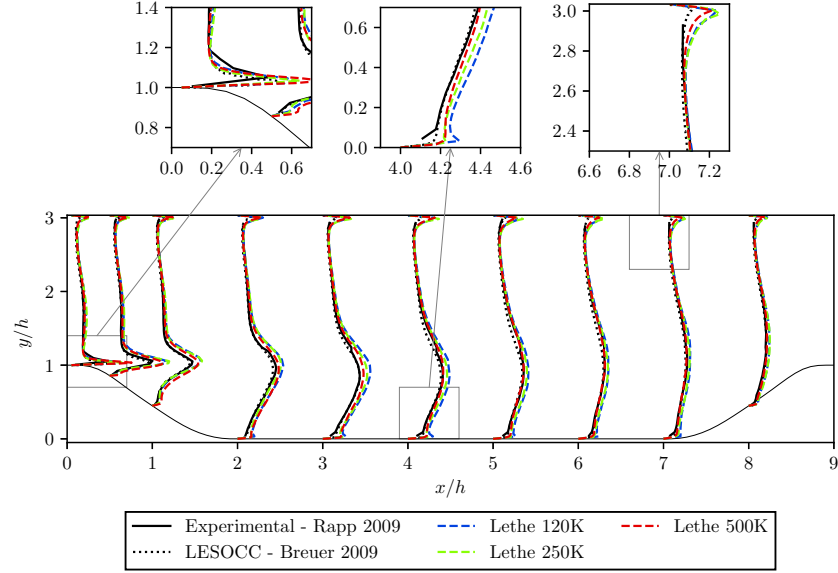 1.4
1.2
1.0
0.8
0.0 0.2 0.4 0.6
0.6
0.4
0.2
0.0
4.0 4.2 4.4 4.6
3.0
2.8
2.6
2.4
6.6 6.8 7.0 7.2
3
2
1
0
y/h
0 1 2 3 4 5 6 7 8 9
x/h
Experimental - Rapp 2009
LESOCC - Breuer 2009
Lethe 120K
Lethe 250K
Lethe 500K